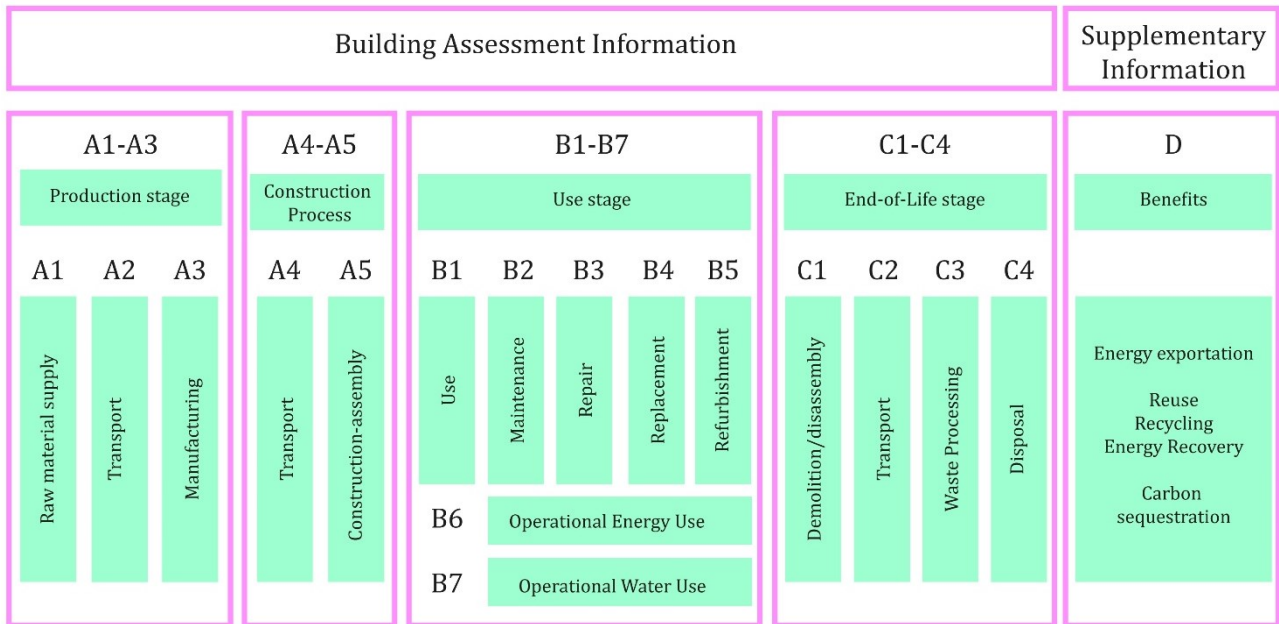 Building Assessment Information
Supplementary
Information
A1-A3
Production stage
A1
A2
A3
Raw material supply
Transport
Manufacturing
A4-A5
Construction
Process
A4
A5
Transport
Construction-assembly
B1-B7
Use stage
B1
B2
B3
B4
B5
Use
Maintenance
Repair
Replacement
Refurbishment
B6
Operational Energy Use
B7
Operational Water Use
C1-C4
End-of-Life stage
C1
C2
C3
C4
Demolition/disassembly
Transport
Waste Processing
Disposal
D
Benefits
Energy exportation
Reuse
Recycling
Energy Recovery
Carbon
sequestration